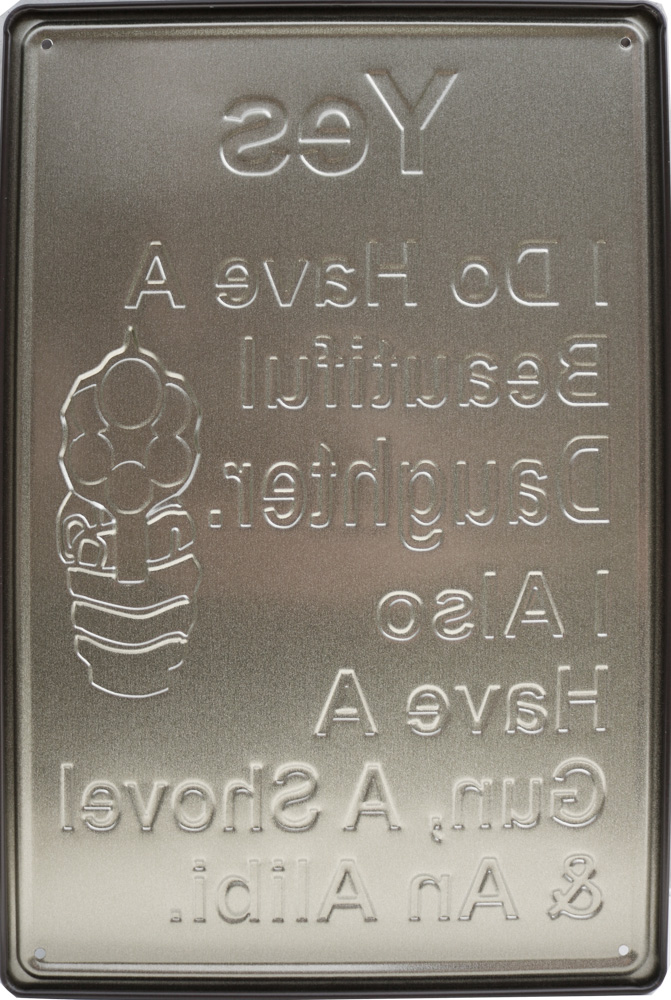 Yes
I Do Have A
Beautiful
Daughter.
I Also
Have A
Gun, A Shovel
& An Alibi.